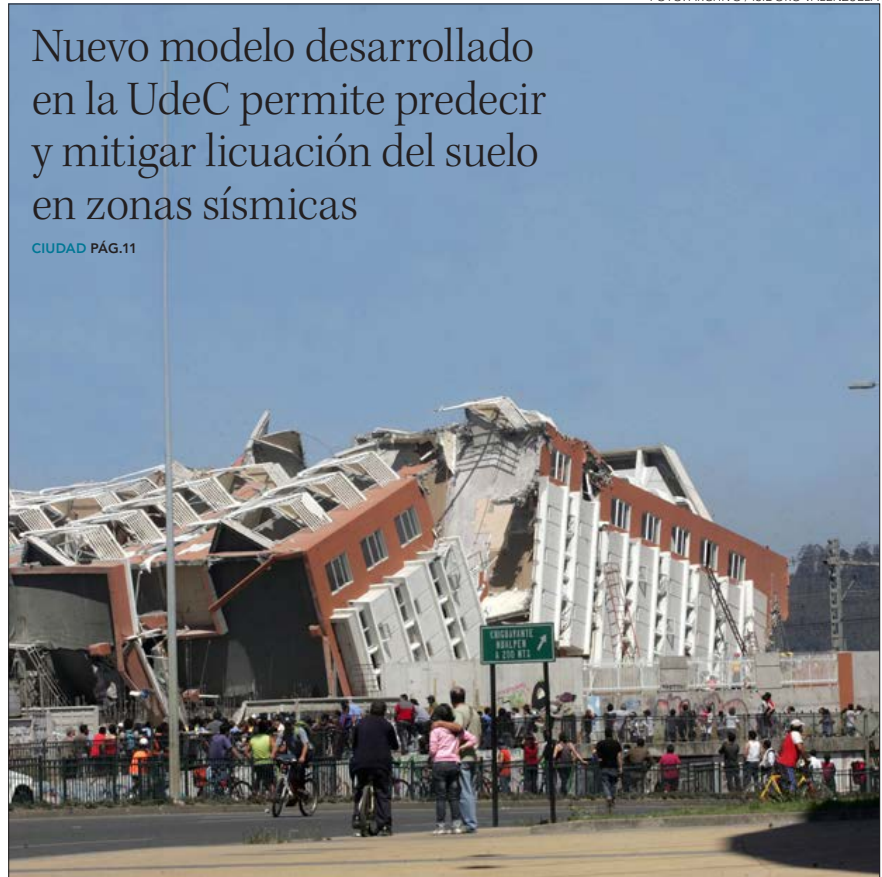 Nuevo modelo desarrollado
en la UdeC permite predecir
y mitigar licuación del suelo
en zonas sísmicas
CIUDAD PÁG.11
CHIGUAYANTE
HUALPEN
A 200 MTS